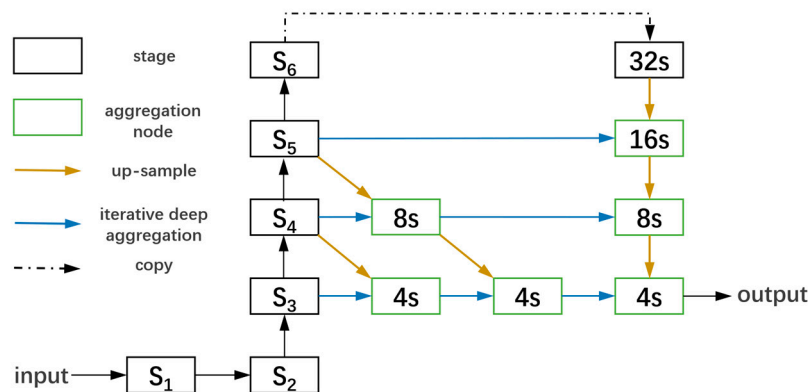 stage
aggregation
node
up-sample
iterative deep
aggregation
copy
S6
32s
S5
16s
S4
8s
8s
S3
4s
4s
4s
output
input
S1
S2